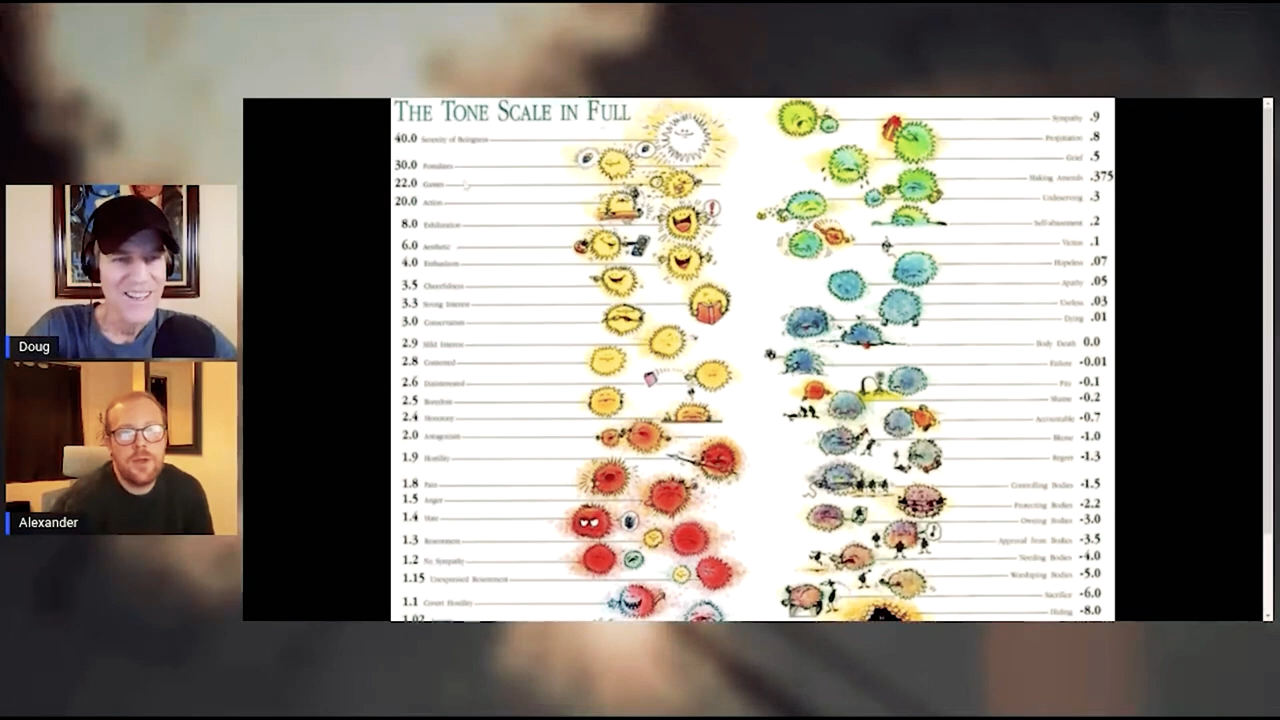 THE TONE SCALE IN FULL
40.0 Serenity of Beingness
30.0 Postulates
22.0 Games
20.0 Action
8.0 Exhilaration
6.0 Aesthetic
4.0 Enthusiasm
3.5 Cheerfulness
3.3 Strong Interest
3.0 Conservatism
2.9 Mild Interest
2.8 Contented
2.6 Disinterested
2.5 Boredom
2.4 Monotony
2.0 Antagonism
1.9 Hostility
1.8 Pain
1.5 Anger
1.4 Hate
1.3 Resentment
1.2 No Sympathy
1.15 Unexpressed Resentment
1.1 Covert Hostility
1.02
Sympathy .9
Propitiation .8
Grief .5
Making Amends .375
Undeserving .3
Self-abasement .2
Victim .1
Hopeless .07
Apathy .05
Useless .03
Dying .01
Body Death 0.0
Failure -0.01
Pity -0.1
Shame -0.2
Accountable -0.7
Blame -1.0
Regret -1.3
Controlling Bodies -1.5
Protecting Bodies -2.2
Owning Bodies -3.0
Approval from Bodies -3.5
Needing Bodies -4.0
Worshiping Bodies -5.0
Sacrifice -6.0
Hiding -8.0
Doug
Alexander